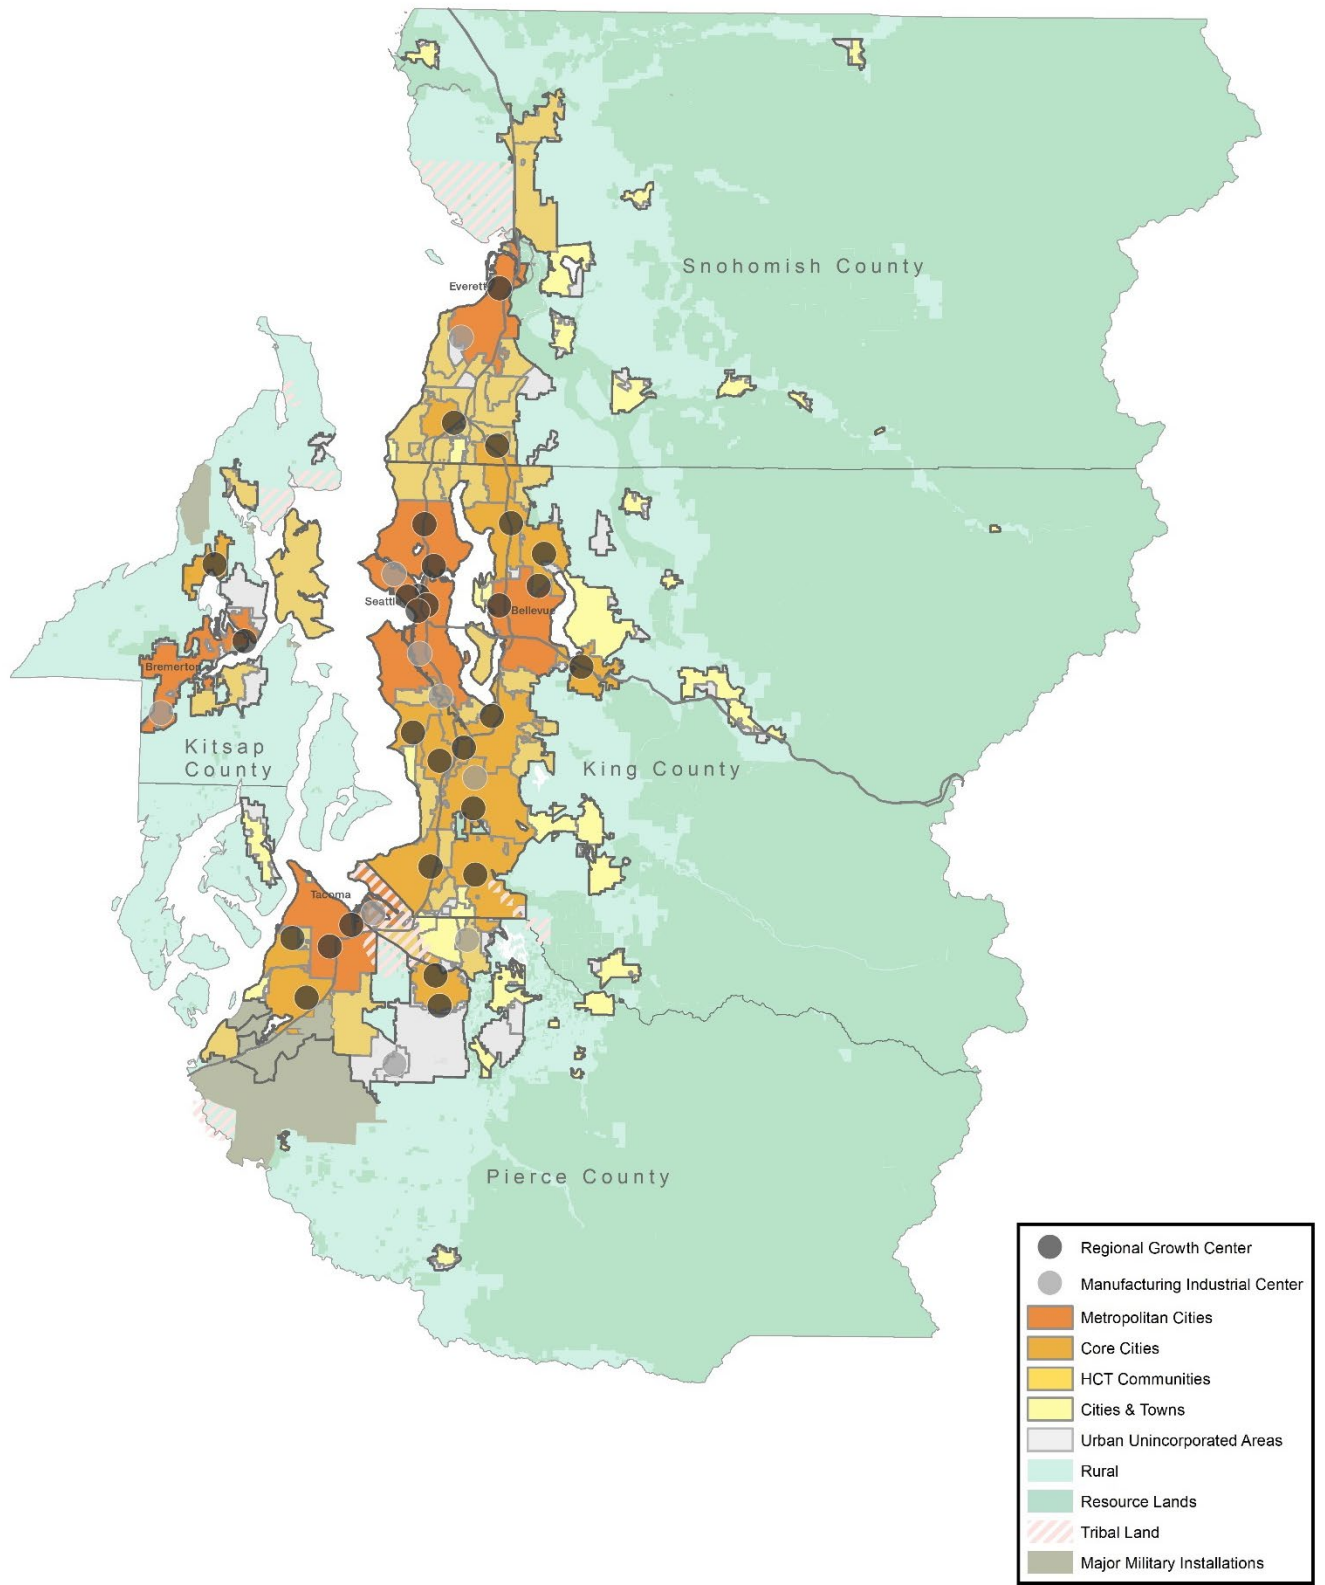 Snohomish County
Everett
Seattle
Bellevue
Bremerton
Kitsap
County
King County
Tacoma
Pierce County
Regional Growth Center
Manufacturing Industrial Center
Metropolitan Cities
Core Cities
HCT Communities
Cities & Towns
Urban Unincorporated Areas
Rural
Resource Lands
Tribal Land
Major Military Installations